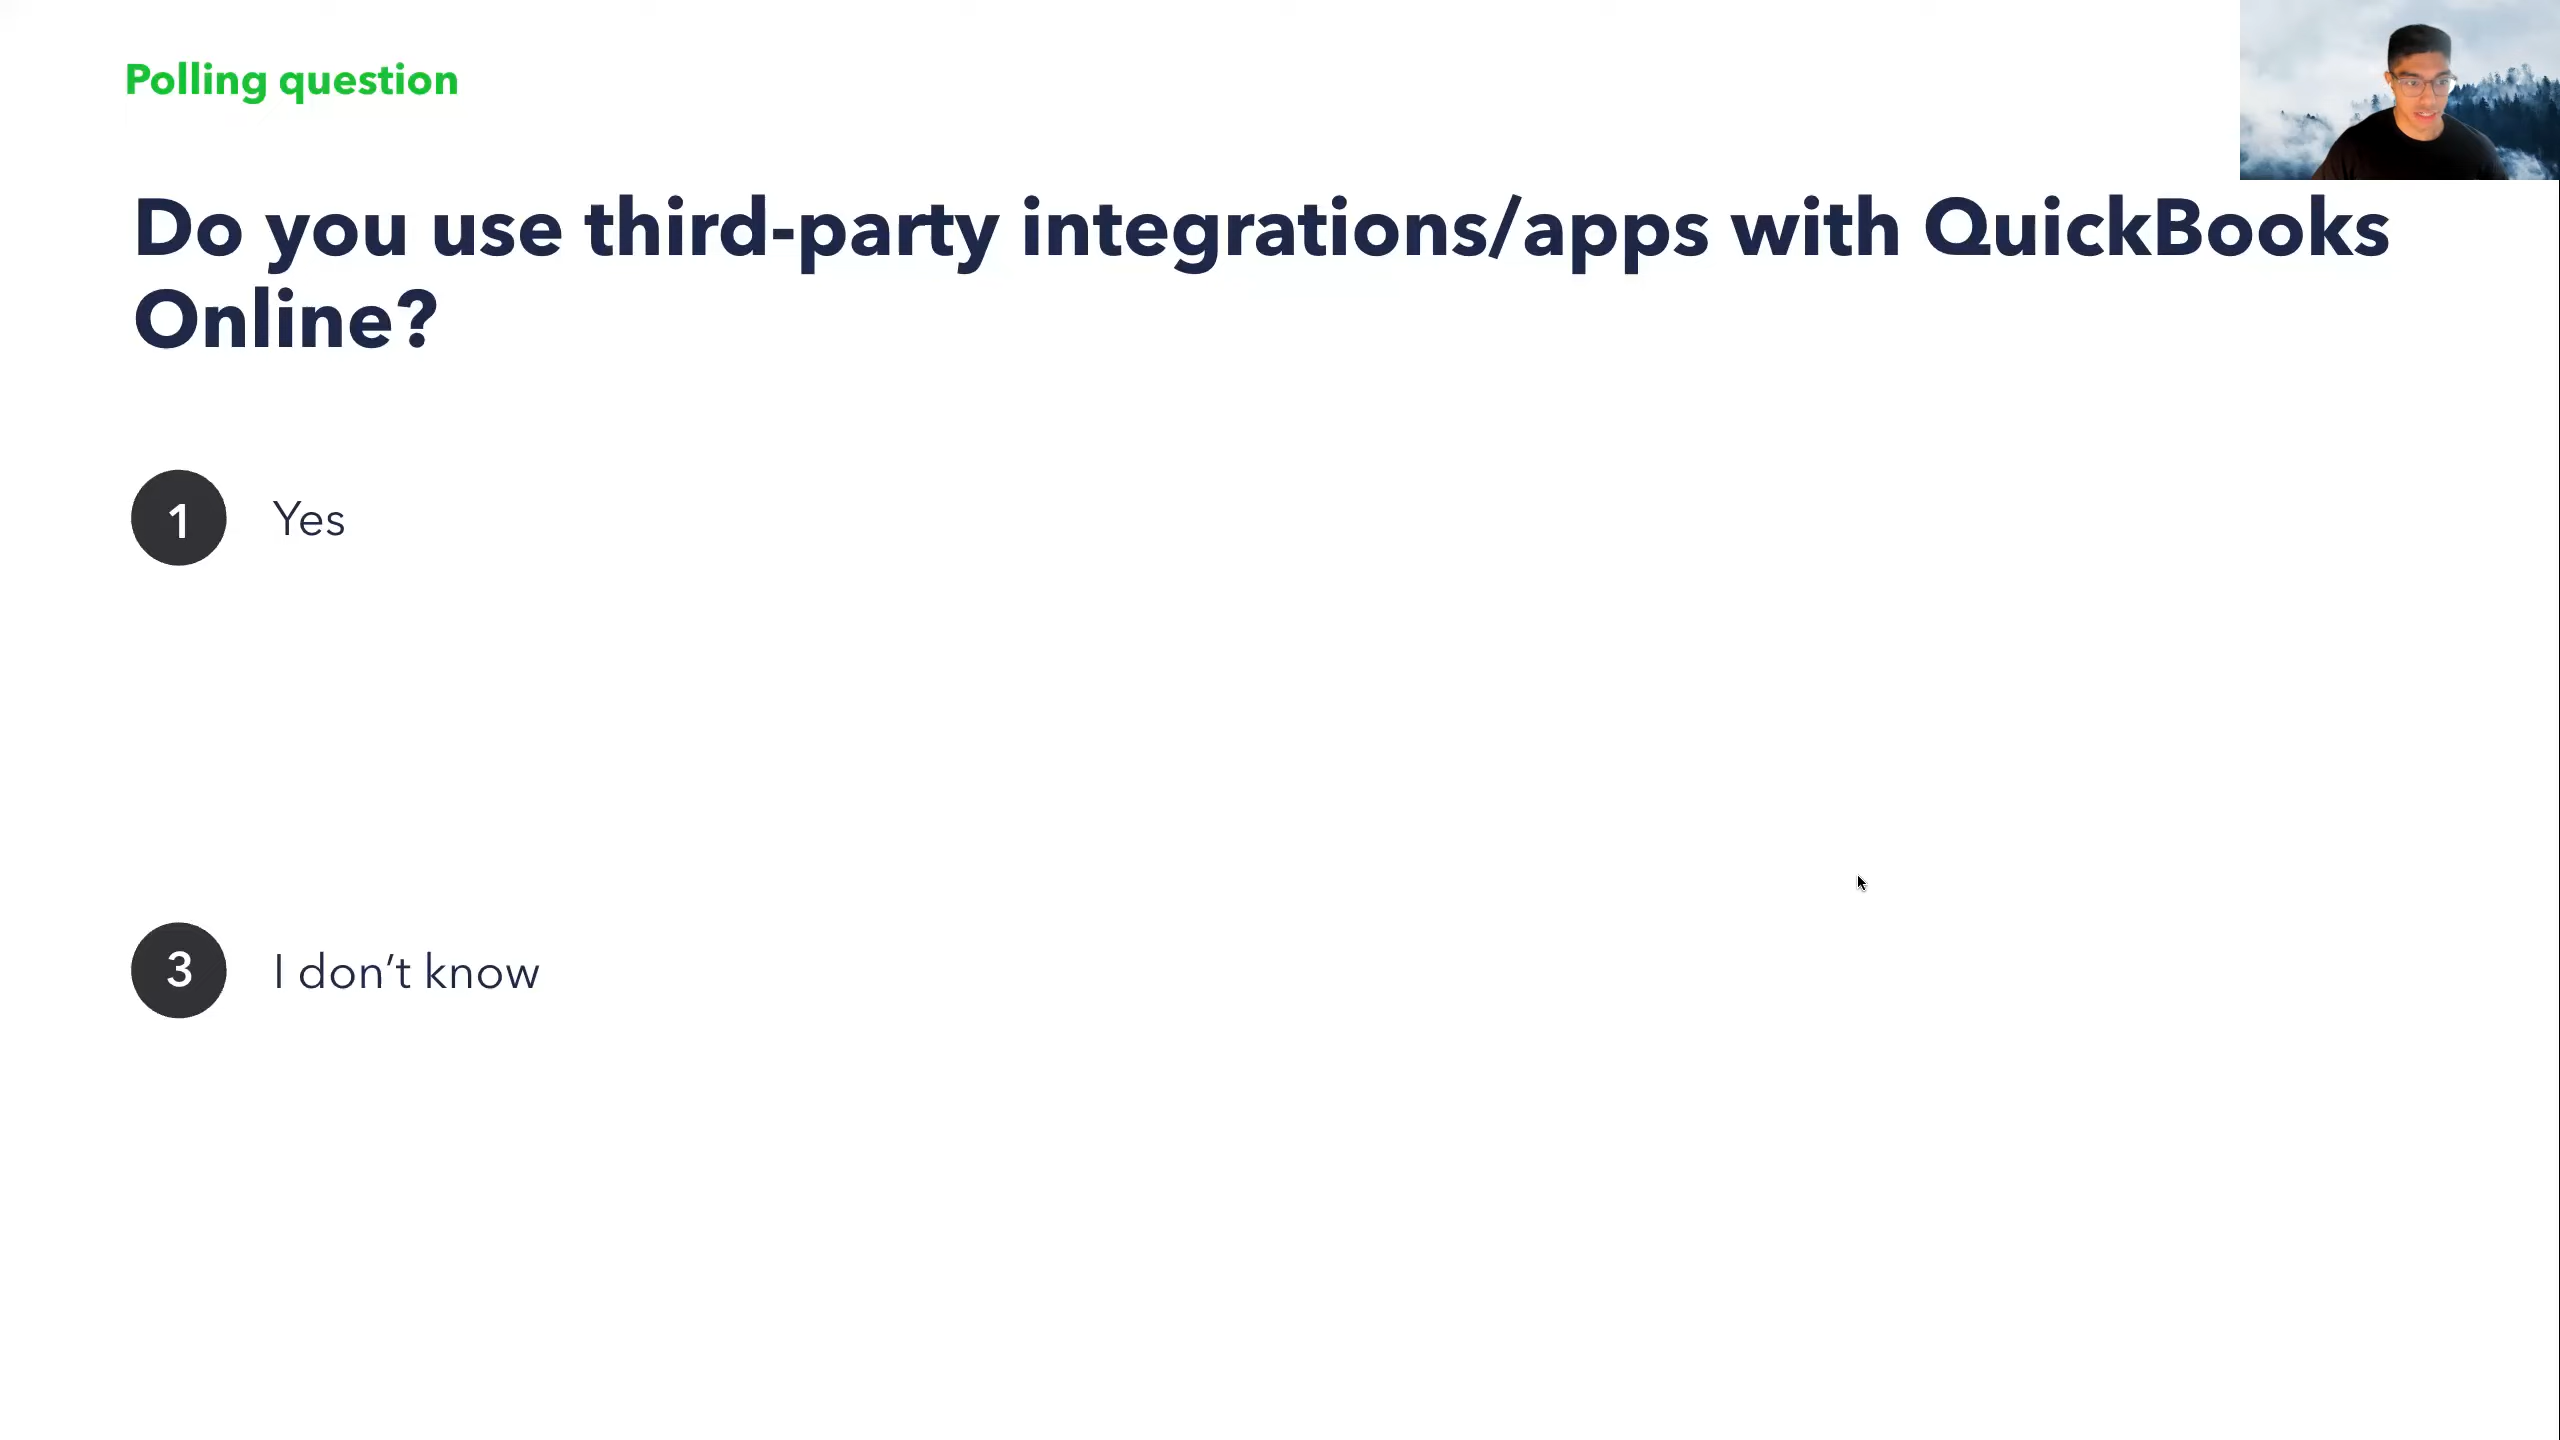 Polling question
Do you use third-party integrations/apps with QuickBooks
Online?
1 Yes
3 I don’t know